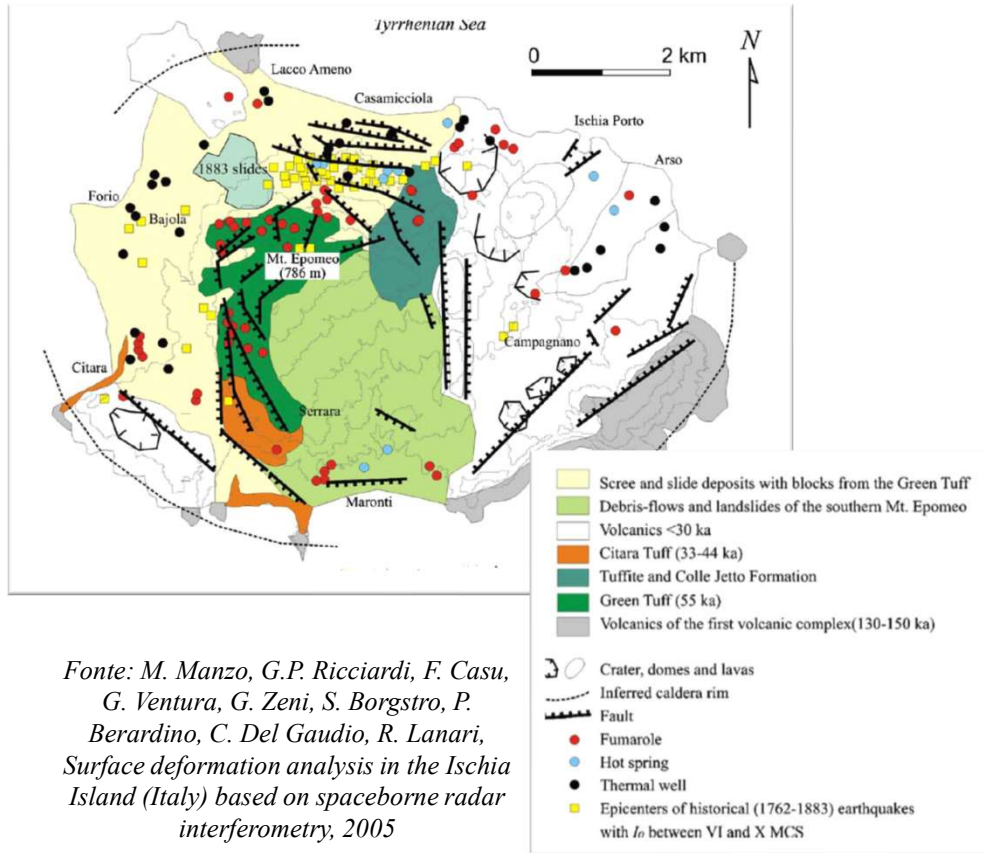 Tyrrhenian Sea
0 2 km
N
Lacco Ameno
Casamicciola
Ischia Porto
Arso
1883 slides
Forio
Bajola
Mt. Epomeo
(786 m)
Campagnano
Citara
Serrara
Maronti
Scree and slide deposits with blocks from the Green Tuff
Debris-flows and landslides of the southern Mt. Epomeo
Volcanics <30 ka
Citara Tuff (33-44 ka)
Tuffite and Colle Jetto Formation
Green Tuff (55 ka)
Volcanics of the first volcanic complex(130-150 ka)
Crater, domes and lavas
Inferred caldera rim
Fault
Fumarole
Hot spring
Thermal well
Epicenters of historical (1762-1883) earthquakes
with Io between VI and X MCS
Fonte: M. Manzo, G.P. Ricciardi, F. Casu,
G. Ventura, G. Zeni, S. Borgstro, P.
Berardino, C. Del Gaudio, R. Lanari,
Surface deformation analysis in the Ischia
Island (Italy) based on spaceborne radar
interferometry, 2005